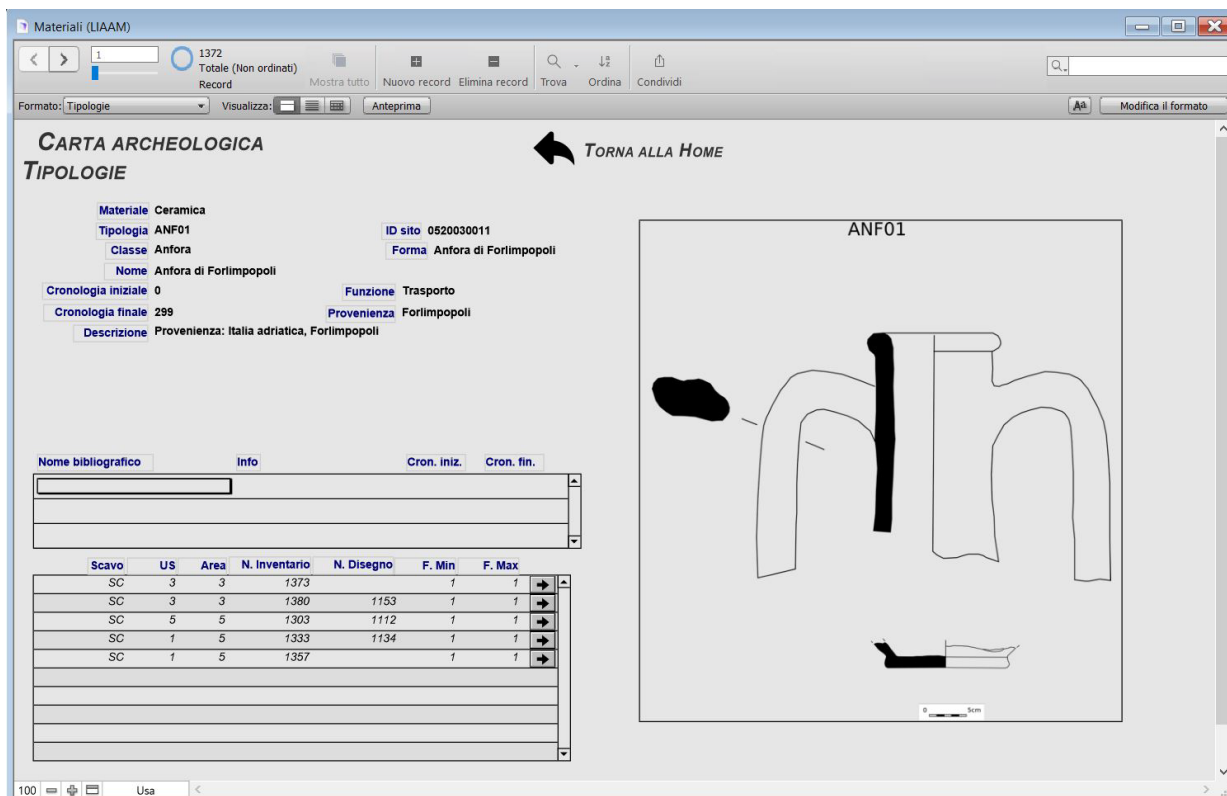 Materiali (LIAAM)
1
1372
Totale (Non ordinati)
Record
Mostra tutto Nuovo record Elimina record Trova Ordina Condividi
Formato: Tipologie Visualizza: Anteprima Aa Modifica il formato
CARTA ARCHEOLOGICA
TIPOLOGIE
TORNA ALLA HOME
Materiale Ceramica
Tipologia ANF01 ID sito 0520030011
Classe Anfora Forma Anfora di Forlimpopoli
Nome Anfora di Forlimpopoli
Cronologia iniziale 0 Funzione Trasporto
Cronologia finale 299 Provenienza Forlimpopoli
Descrizione Provenienza: Italia adriatica, Forlimpopoli
ANF01
Nome bibliografico Info Cron. iniz. Cron. fin.
Scavo US Area N. Inventario N. Disegno F. Min F. Max
SC 3 3 1373 1 1
SC 3 3 1380 1153 1 1
SC 5 5 1303 1112 1 1
SC 1 5 1333 1134 1 1
SC 1 5 1357 1 1
0 5cm
100 Usa